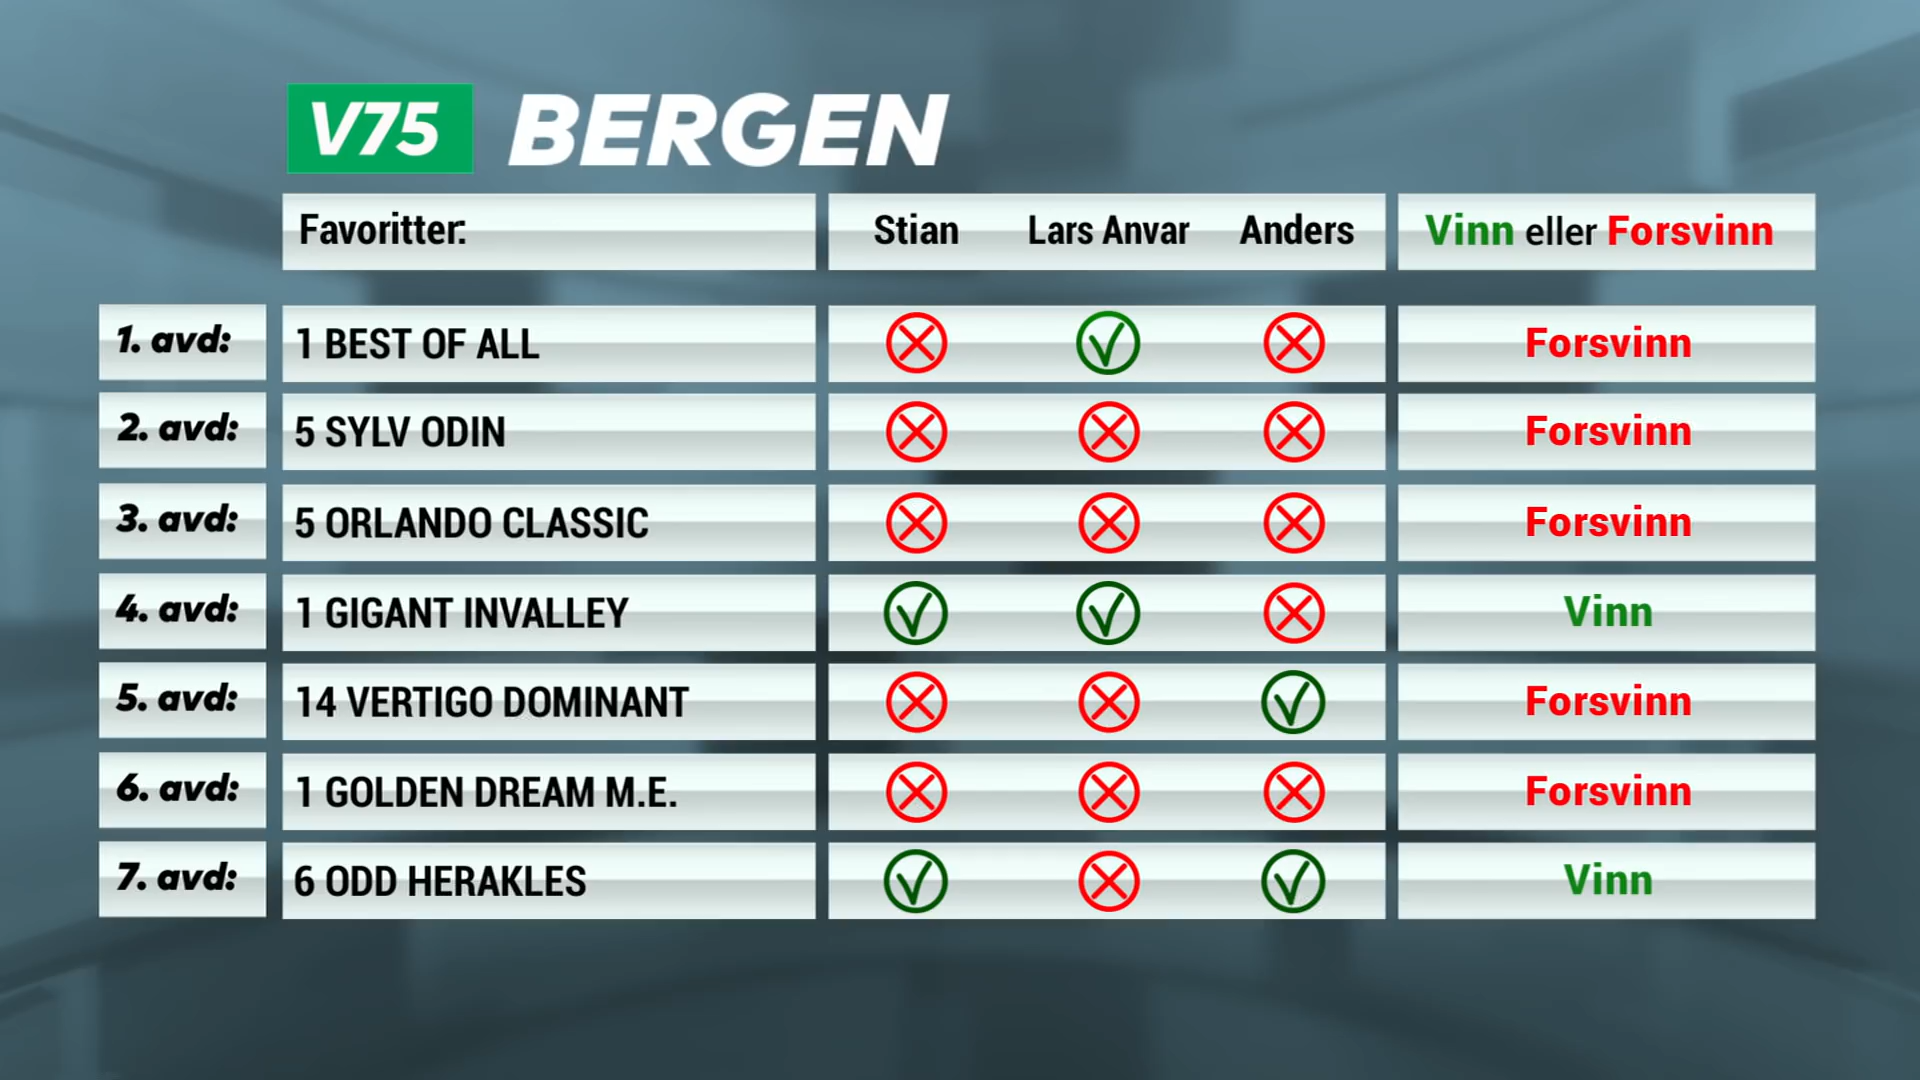 V75 BERGEN
Favoritter: Stian Lars Anvar Anders Vinn eller Forsvinn
1. avd: 1 BEST OF ALL Forsvinn
2. avd: 5 SYLV ODIN Forsvinn
3. avd: 5 ORLANDO CLASSIC Forsvinn
4. avd: 1 GIGANT INVALLEY Vinn
5. avd: 14 VERTIGO DOMINANT Forsvinn
6. avd: 1 GOLDEN DREAM M.E. Forsvinn
7. avd: 6 ODD HERAKLES Vinn